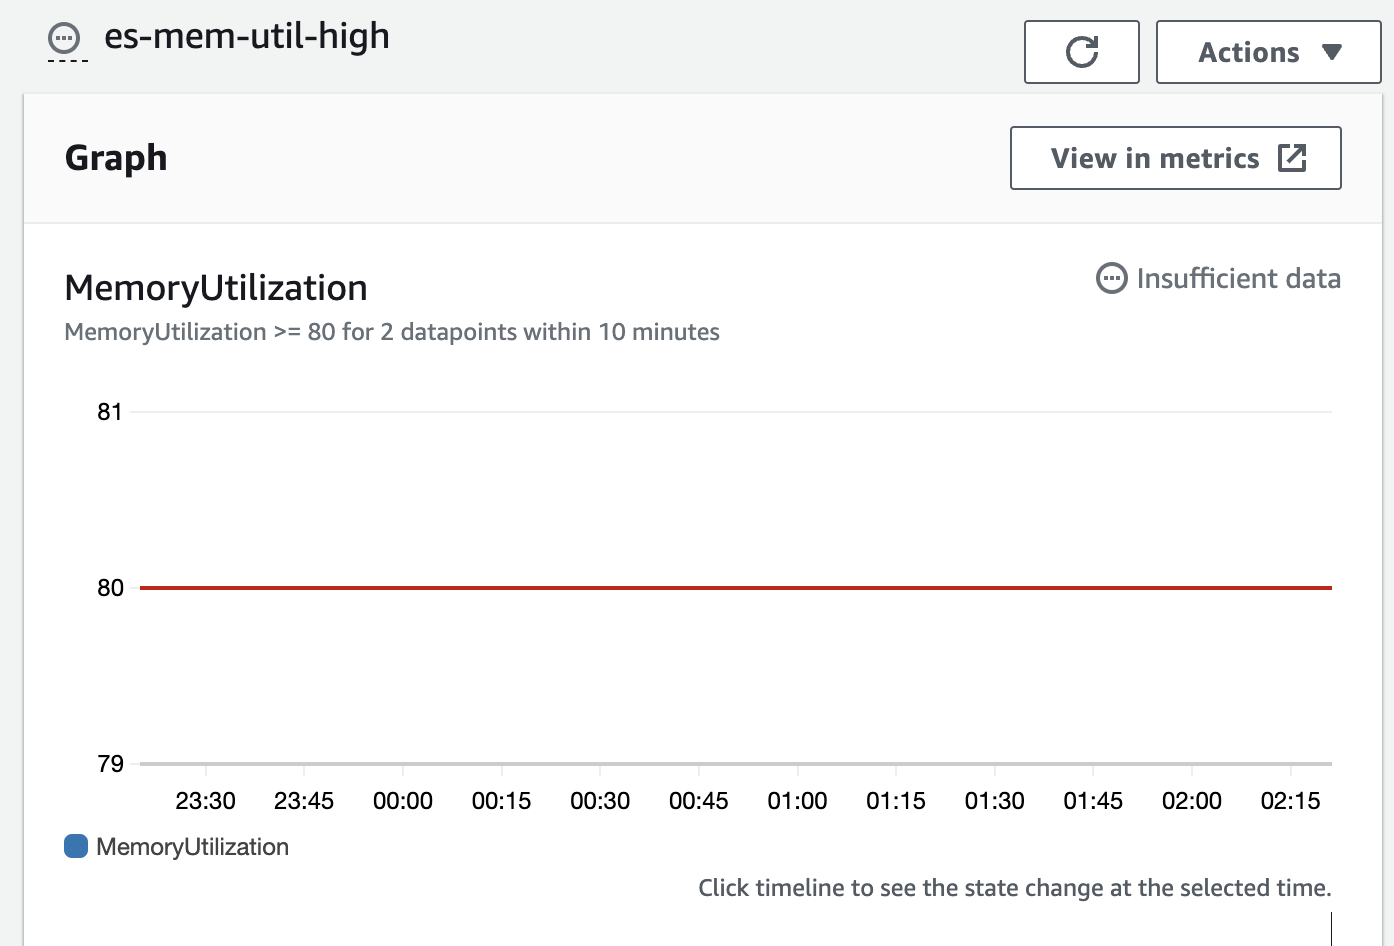 es-mem-util-high
Actions
Graph
View in metrics
MemoryUtilization
Insufficient data
MemoryUtilization >= 80 for 2 datapoints within 10 minutes
81
80
79
23:30 23:45 00:00 00:15 00:30 00:45 01:00 01:15 01:30 01:45 02:00 02:15
MemoryUtilization
Click timeline to see the state change at the selected time.